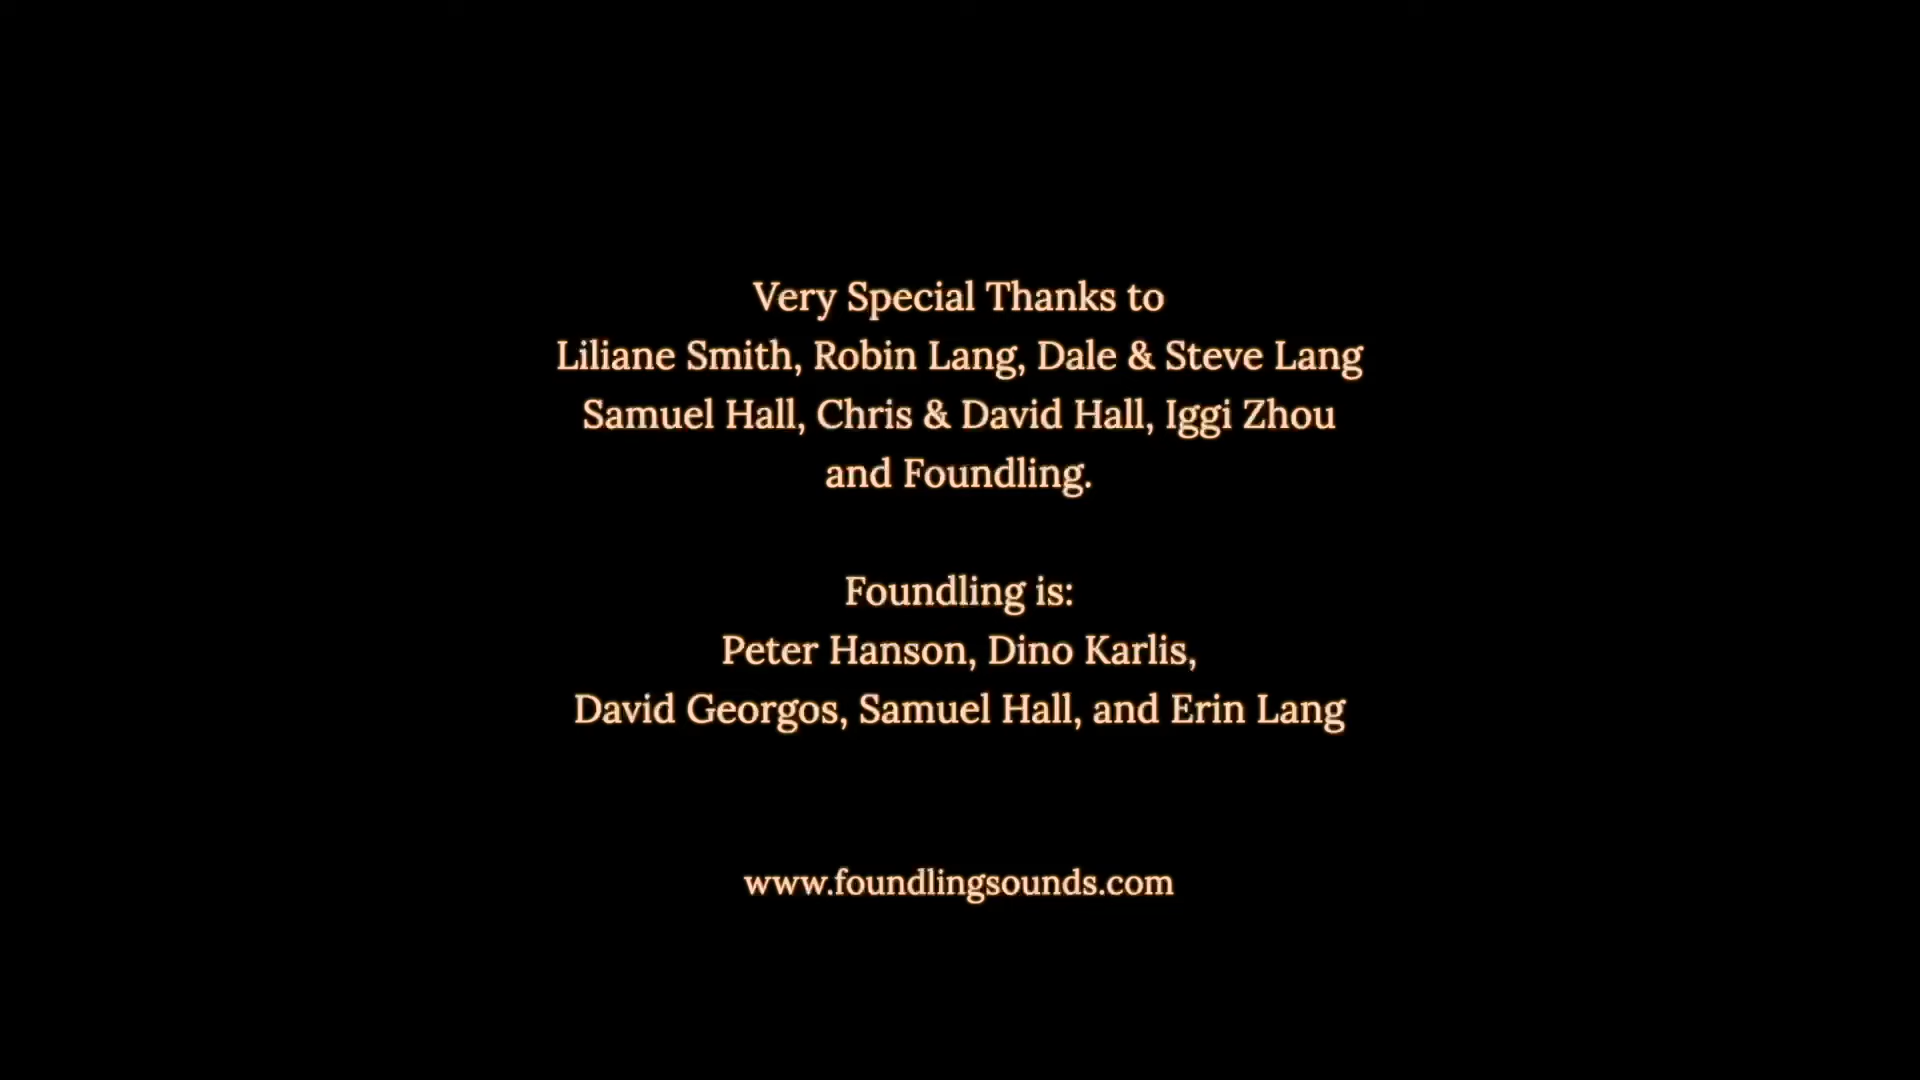 Very Special Thanks to
Liliane Smith, Robin Lang, Dale & Steve Lang
Samuel Hall, Chris & David Hall, Iggi Zhou
and Foundling.
Foundling is:
Peter Hanson, Dino Karlis,
David Georgos, Samuel Hall, and Erin Lang
www.foundlingsounds.com